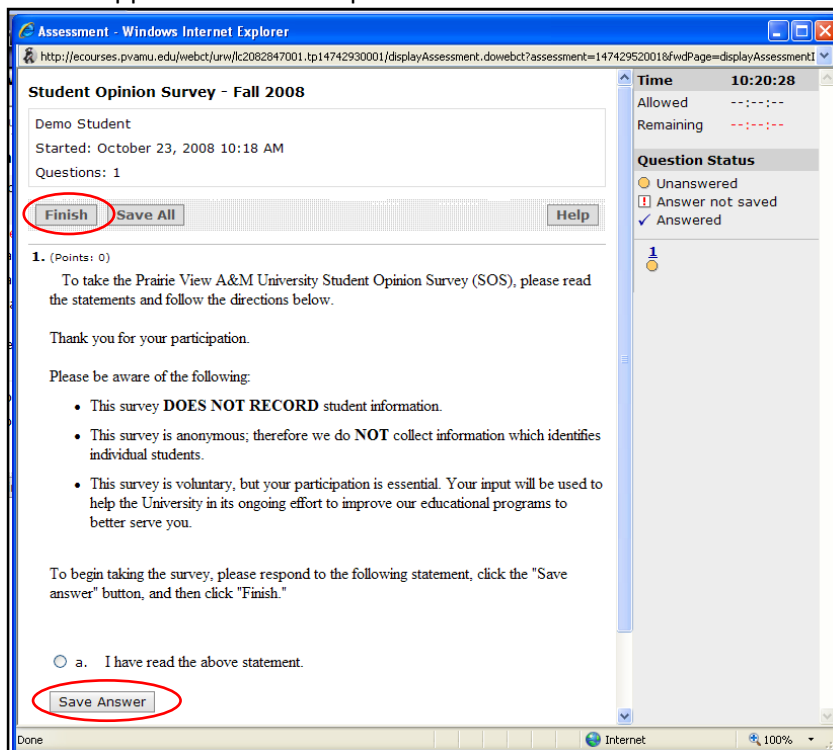 Assessment - Windows Internet Explorer
http://ecourses.pvamu.edu/webct/urw/lc2082847001.tp14742930001/displayAssessment.dowebct?assessment=14742952001&fwdPage=displayAssessmentI
Student Opinion Survey - Fall 2008
Demo Student
Started: October 23, 2008 10:18 AM
Questions: 1
Finish Save All Help
1. (Points: 0)
To take the Prairie View A&M University Student Opinion Survey (SOS), please read
the statements and follow the directions below.
Thank you for your participation.
Please be aware of the following:
• This survey DOES NOT RECORD student information.
• This survey is anonymous; therefore we do NOT collect information which identifies
individual students.
• This survey is voluntary, but your participation is essential. Your input will be used to
help the University in its ongoing effort to improve our educational programs to
better serve you.
To begin taking the survey, please respond to the following statement, click the "Save
answer" button, and then click "Finish."
a. I have read the above statement.
Save Answer
Time 10:20:28
Allowed --:--:--
Remaining --:--:--
Question Status
Unanswered
! Answer not saved
✓ Answered
1
Done Internet 100%